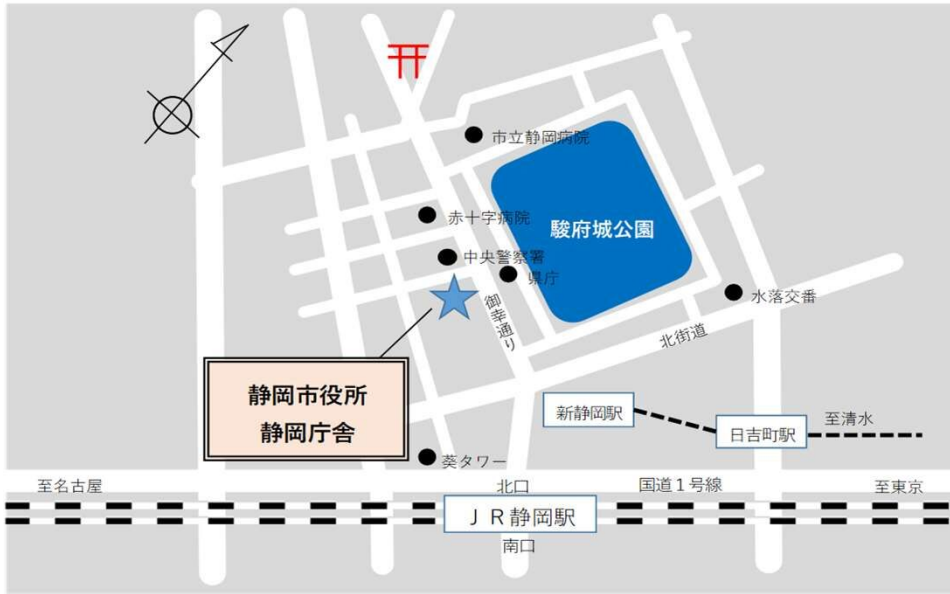 市立静岡病院
赤十字病院
駿府城公園
中央警察署
県庁
水落交番
御幸通り
北街道
静岡市役所
静岡庁舎
新静岡駅
日吉町駅
至清水
葵タワー
至名古屋
北口
国道１号線
至東京
ＪＲ静岡駅
南口